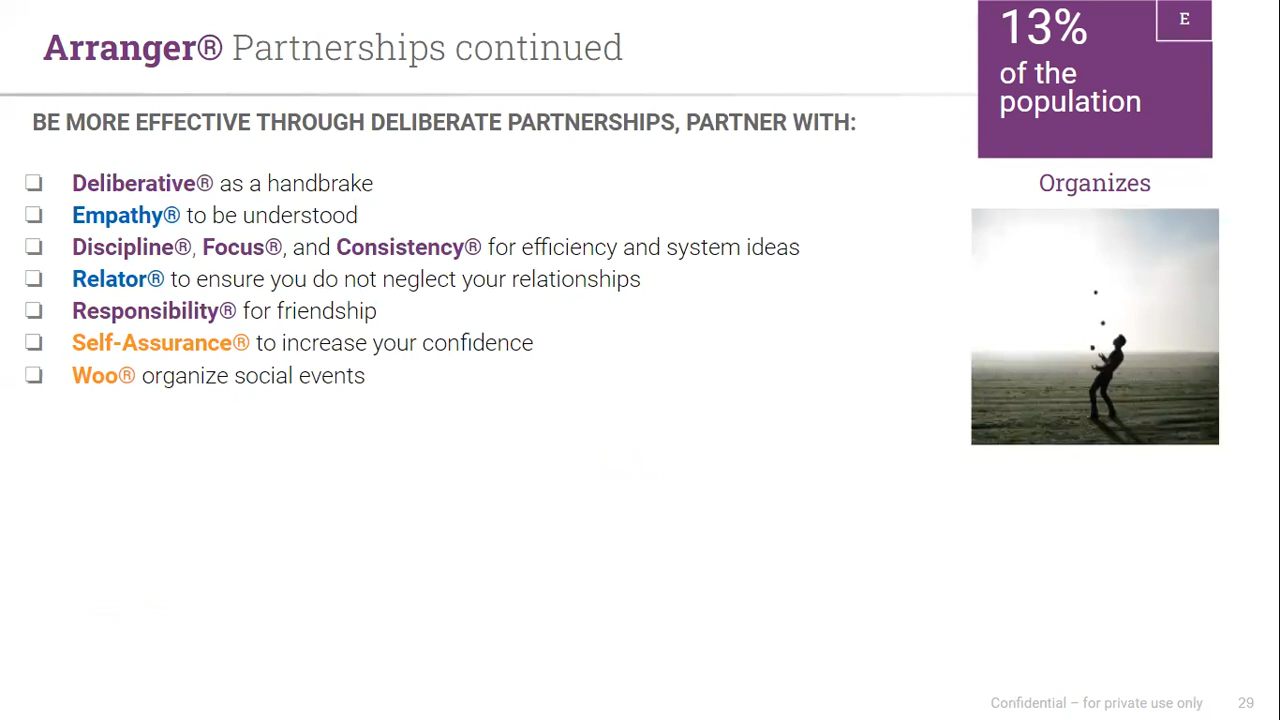 Arranger® Partnerships continued
13%
E
of the
population
BE MORE EFFECTIVE THROUGH DELIBERATE PARTNERSHIPS, PARTNER WITH:
❏ Deliberative® as a handbrake
❏ Empathy® to be understood
❏ Discipline®, Focus®, and Consistency® for efficiency and system ideas
❏ Relator® to ensure you do not neglect your relationships
❏ Responsibility® for friendship
❏ Self-Assurance® to increase your confidence
❏ Woo® organize social events
Organizes
Confidential – for private use only 29